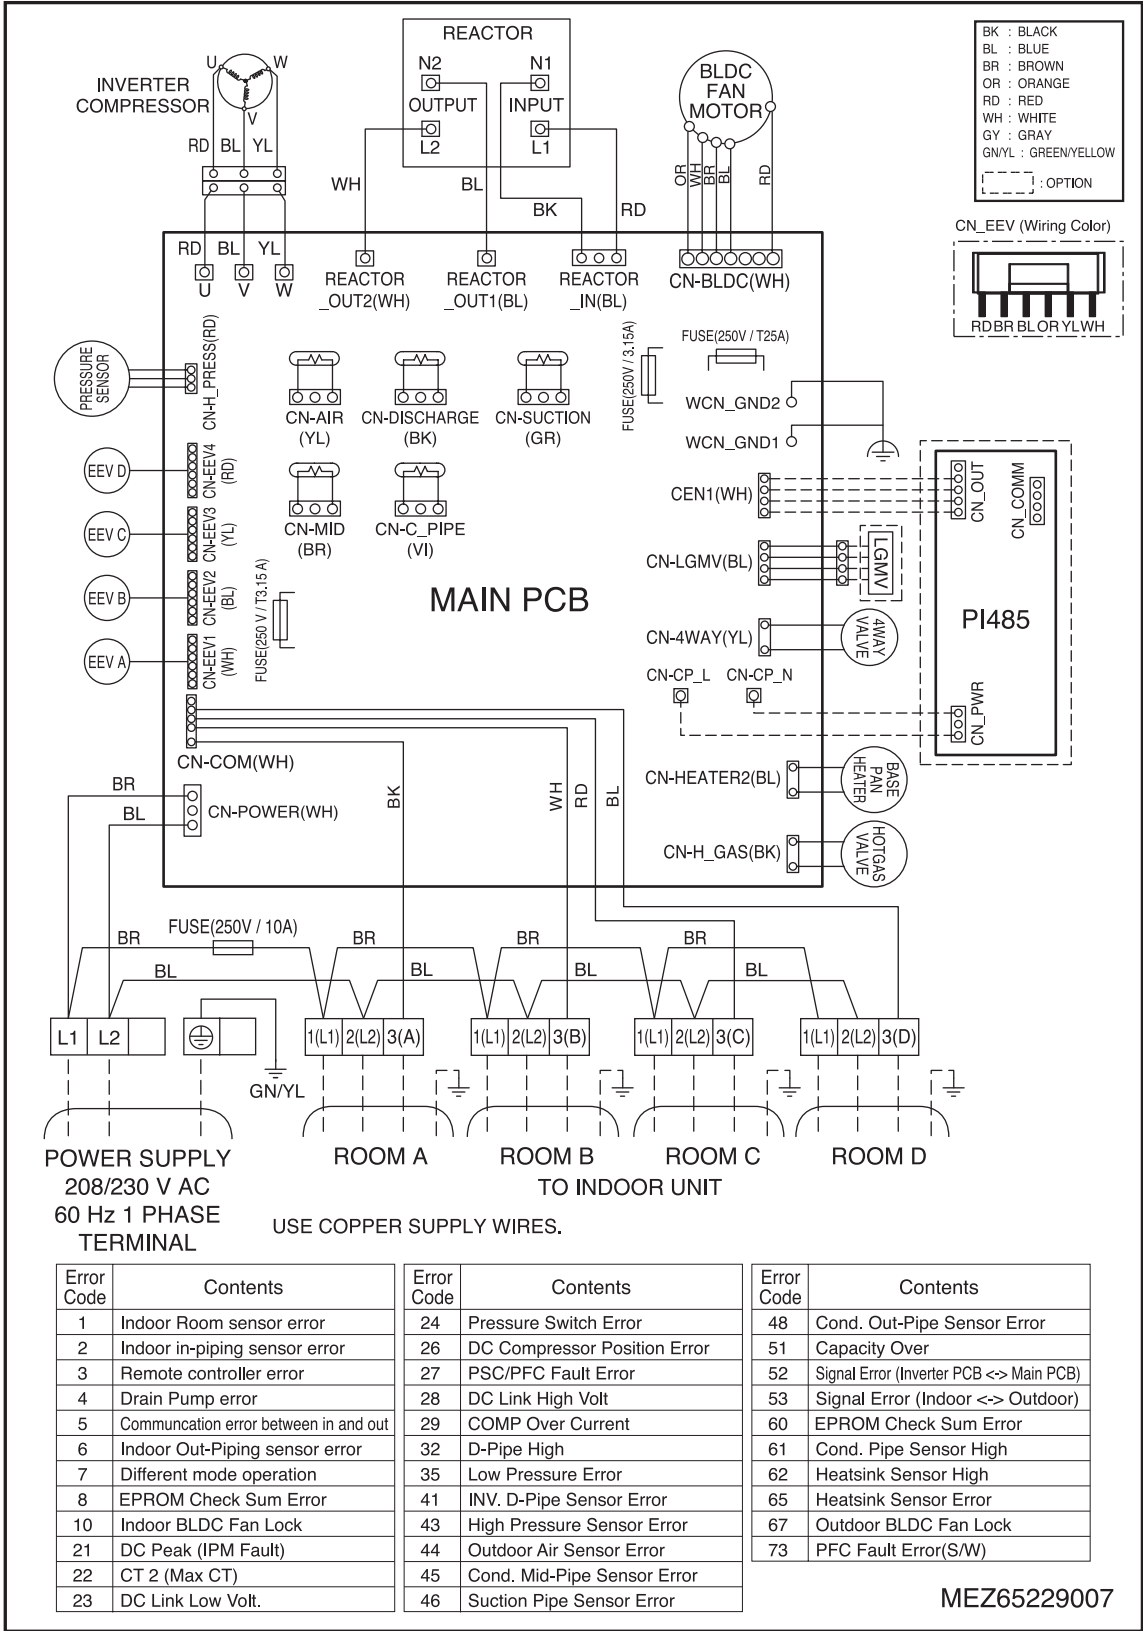 REACTOR
N2
N1
OUTPUT
INPUT
L2
L1
INVERTER
COMPRESSOR
U
W
V
RD
BL
YL
WH
BL
BK
RD
BLDC
FAN
MOTOR
OR
WH
BR
BL
RD
BK : BLACK
BL : BLUE
BR : BROWN
OR : ORANGE
RD : RED
WH : WHITE
GY : GRAY
GN/YL : GREEN/YELLOW
: OPTION
CN_EEV (Wiring Color)
RD BR BL OR YL WH
RD
BL
YL
U
V
W
REACTOR
_OUT2(WH)
REACTOR
_OUT1(BL)
REACTOR
_IN(BL)
CN-BLDC(WH)
PRESSURE
SENSOR
CN-H_PRESS(RD)
CN-AIR
(YL)
CN-DISCHARGE
(BK)
CN-SUCTION
(GR)
FUSE(250V / 3.15A)
FUSE(250V / T25A)
WCN_GND2
WCN_GND1
EEV D
CN-EEV4
(RD)
CN-MID
(BR)
CN-C_PIPE
(VI)
CEN1(WH)
CN_OUT
CN_COMM
EEV C
CN-EEV3
(YL)
CN-LGMV(BL)
LGMV
EEV B
CN-EEV2
(BL)
FUSE(250 V / T3.15 A)
MAIN PCB
PI485
CN-4WAY(YL)
4WAY
VALVE
EEV A
CN-EEV1
(WH)
CN-CP_L
CN-CP_N
CN_PWR
CN-COM(WH)
BR
BL
CN-POWER(WH)
BK
WH
RD
BL
CN-HEATER2(BL)
BASE
PAN
HEATER
CN-H_GAS(BK)
HOTGAS
VALVE
FUSE(250V / 10A)
BR
BR
BR
BR
BL
BL
BL
BL
L1
L2
GN/YL
1(L1)
2(L2)
3(A)
1(L1)
2(L2)
3(B)
1(L1)
2(L2)
3(C)
1(L1)
2(L2)
3(D)
POWER SUPPLY
208/230 V AC
60 Hz 1 PHASE
TERMINAL
ROOM A
ROOM B
ROOM C
ROOM D
TO INDOOR UNIT
USE COPPER SUPPLY WIRES.
Error Code Contents
1 Indoor Room sensor error
2 Indoor in-piping sensor error
3 Remote controller error
4 Drain Pump error
5 Communcation error between in and out
6 Indoor Out-Piping sensor error
7 Different mode operation
8 EPROM Check Sum Error
10 Indoor BLDC Fan Lock
21 DC Peak (IPM Fault)
22 CT 2 (Max CT)
23 DC Link Low Volt.
Error Code Contents
24 Pressure Switch Error
26 DC Compressor Position Error
27 PSC/PFC Fault Error
28 DC Link High Volt
29 COMP Over Current
32 D-Pipe High
35 Low Pressure Error
41 INV. D-Pipe Sensor Error
43 High Pressure Sensor Error
44 Outdoor Air Sensor Error
45 Cond. Mid-Pipe Sensor Error
46 Suction Pipe Sensor Error
Error Code Contents
48 Cond. Out-Pipe Sensor Error
51 Capacity Over
52 Signal Error (Inverter PCB <-> Main PCB)
53 Signal Error (Indoor <-> Outdoor)
60 EPROM Check Sum Error
61 Cond. Pipe Sensor High
62 Heatsink Sensor High
65 Heatsink Sensor Error
67 Outdoor BLDC Fan Lock
73 PFC Fault Error(S/W)
MEZ65229007